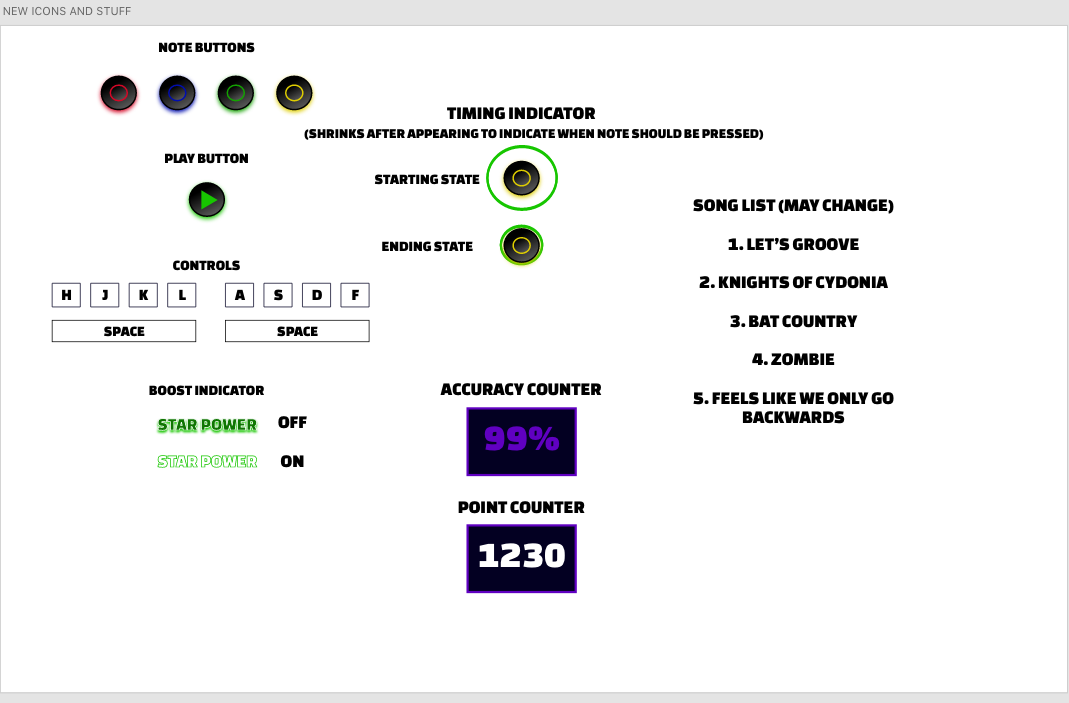 NEW ICONS AND STUFF
NOTE BUTTONS
PLAY BUTTON
CONTROLS
H J K L A S D F
SPACE SPACE
BOOST INDICATOR
STAR POWER OFF
STAR POWER ON
TIMING INDICATOR
(SHRINKS AFTER APPEARING TO INDICATE WHEN NOTE SHOULD BE PRESSED)
STARTING STATE
ENDING STATE
ACCURACY COUNTER
99%
POINT COUNTER
1230
SONG LIST (MAY CHANGE)
1. LET’S GROOVE
2. KNIGHTS OF CYDONIA
3. BAT COUNTRY
4. ZOMBIE
5. FEELS LIKE WE ONLY GO
BACKWARDS